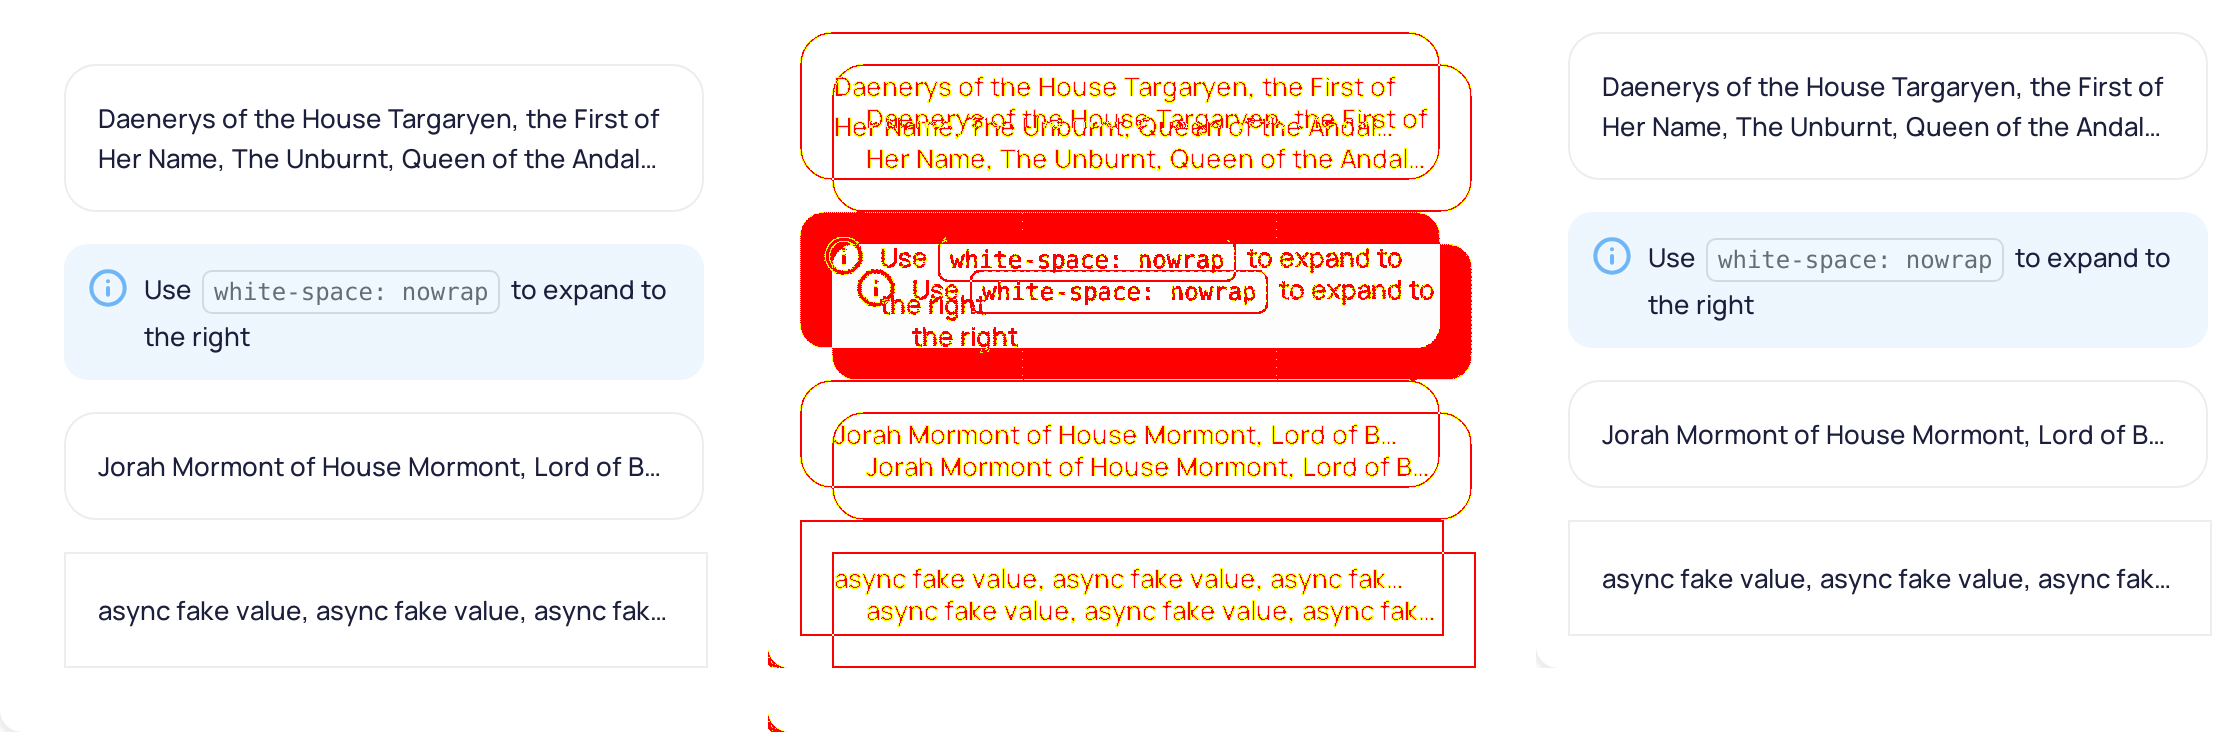 Daenerys of the House Targaryen, the First of
Her Name, The Unburnt, Queen of the Andal...
Use white-space: nowrap to expand to
the right
Jorah Mormont of House Mormont, Lord of B...
async fake value, async fake value, async fak...
Daenerys of the House Targaryen, the First of
Daenerys of the House Targaryen, the First of
Her Name, The Unburnt, Queen of the Andal...
Her Name, The Unburnt, Queen of the Andal...
Use white-space: nowrap to expand to
Use white-space: nowrap to expand to
the right
the right
Jorah Mormont of House Mormont, Lord of B...
Jorah Mormont of House Mormont, Lord of B...
async fake value, async fake value, async fak...
async fake value, async fake value, async fak...
Daenerys of the House Targaryen, the First of
Her Name, The Unburnt, Queen of the Andal...
Use white-space: nowrap to expand to
the right
Jorah Mormont of House Mormont, Lord of B...
async fake value, async fake value, async fak...